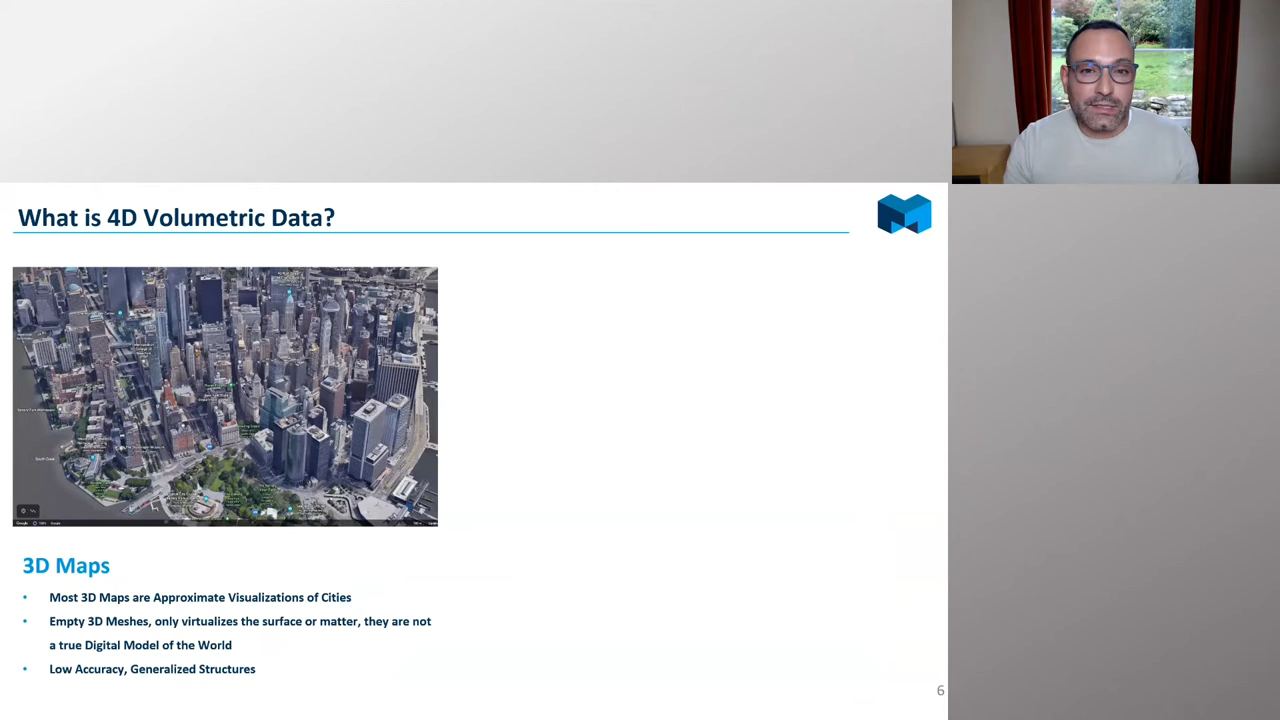 What is 4D Volumetric Data?
Google
3D Maps
• Most 3D Maps are Approximate Visualizations of Cities
• Empty 3D Meshes, only virtualizes the surface or matter, they are not
a true Digital Model of the World
• Low Accuracy, Generalized Structures
6